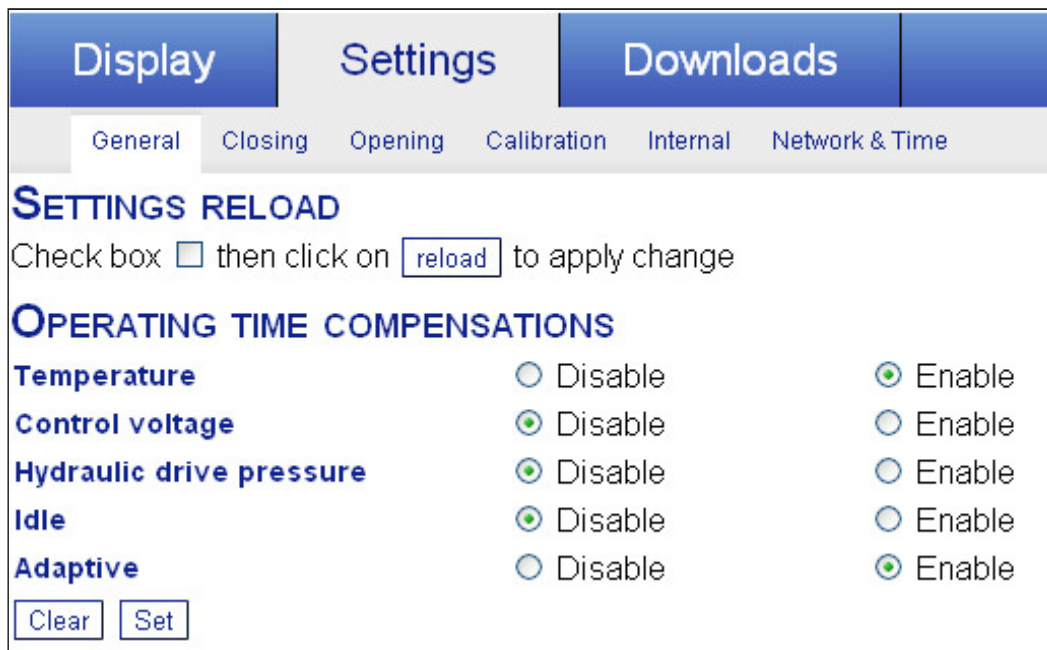 Display Settings Downloads
General Closing Opening Calibration Internal Network & Time
SETTINGS RELOAD
Check box then click on reload to apply change
OPERATING TIME COMPENSATIONS
Temperature Disable Enable
Control voltage Disable Enable
Hydraulic drive pressure Disable Enable
Idle Disable Enable
Adaptive Disable Enable
Clear Set